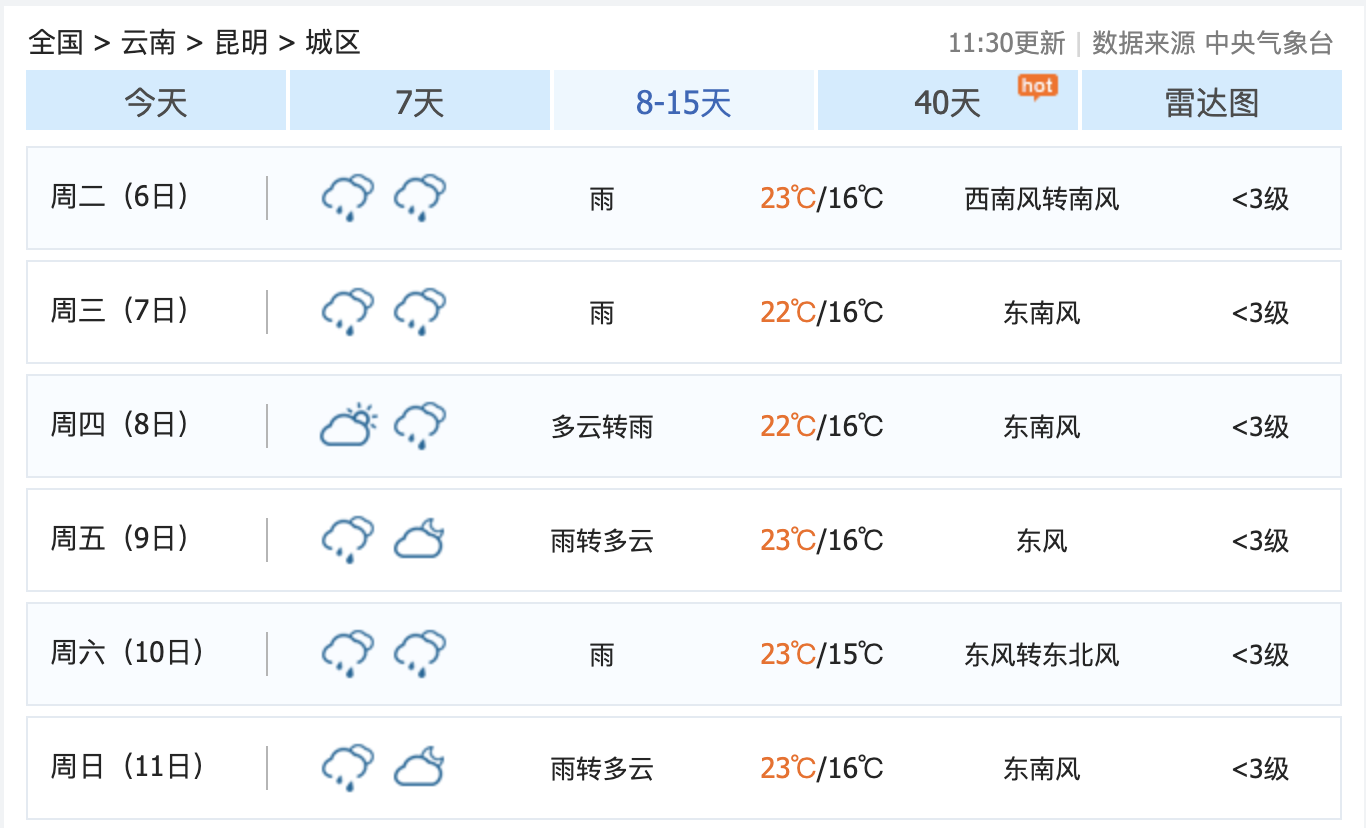 全国 > 云南 > 昆明 > 城区 11:30更新 | 数据来源 中央气象台
今天 7天 8-15天 40天 hot 雷达图
周二（6日） 雨 23℃/16℃ 西南风转南风 <3级
周三（7日） 雨 22℃/16℃ 东南风 <3级
周四（8日） 多云转雨 22℃/16℃ 东南风 <3级
周五（9日） 雨转多云 23℃/16℃ 东风 <3级
周六（10日） 雨 23℃/15℃ 东风转东北风 <3级
周日（11日） 雨转多云 23℃/16℃ 东南风 <3级